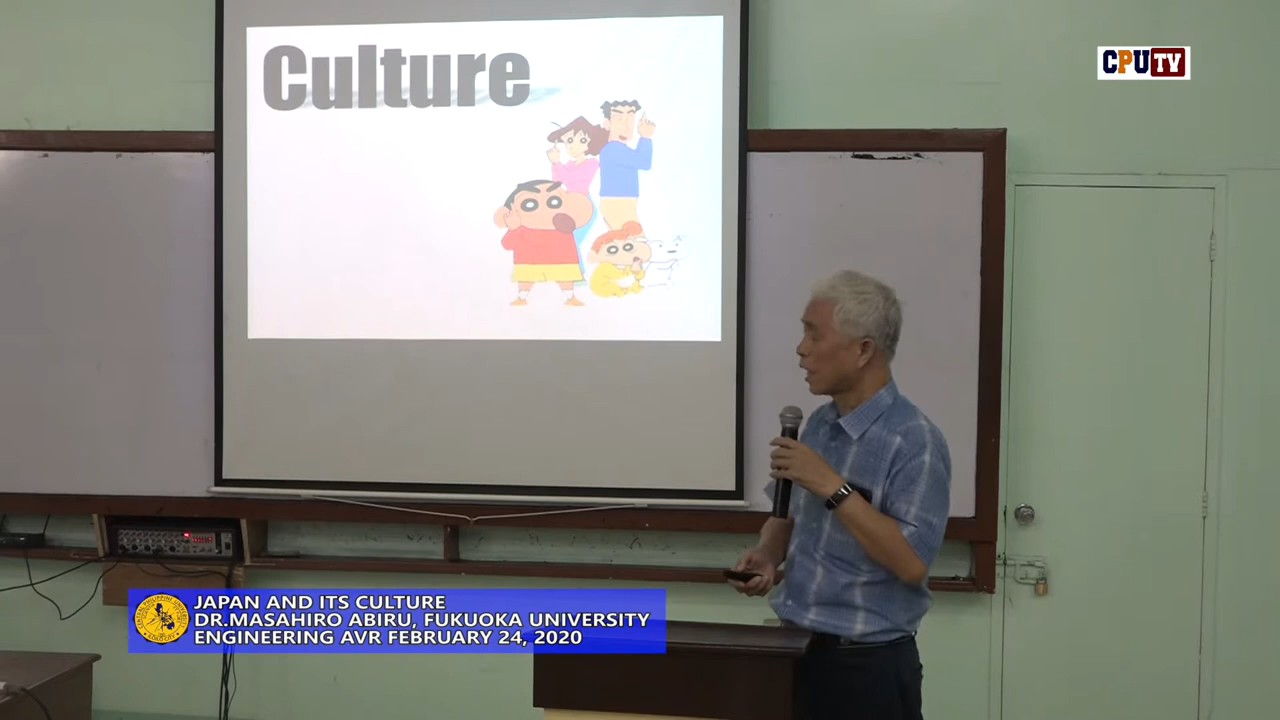 Culture
CPUTV
JAPAN AND ITS CULTURE
DR.MASAHIRO ABIRU, FUKUOKA UNIVERSITY
ENGINEERING AVR FEBRUARY 24, 2020